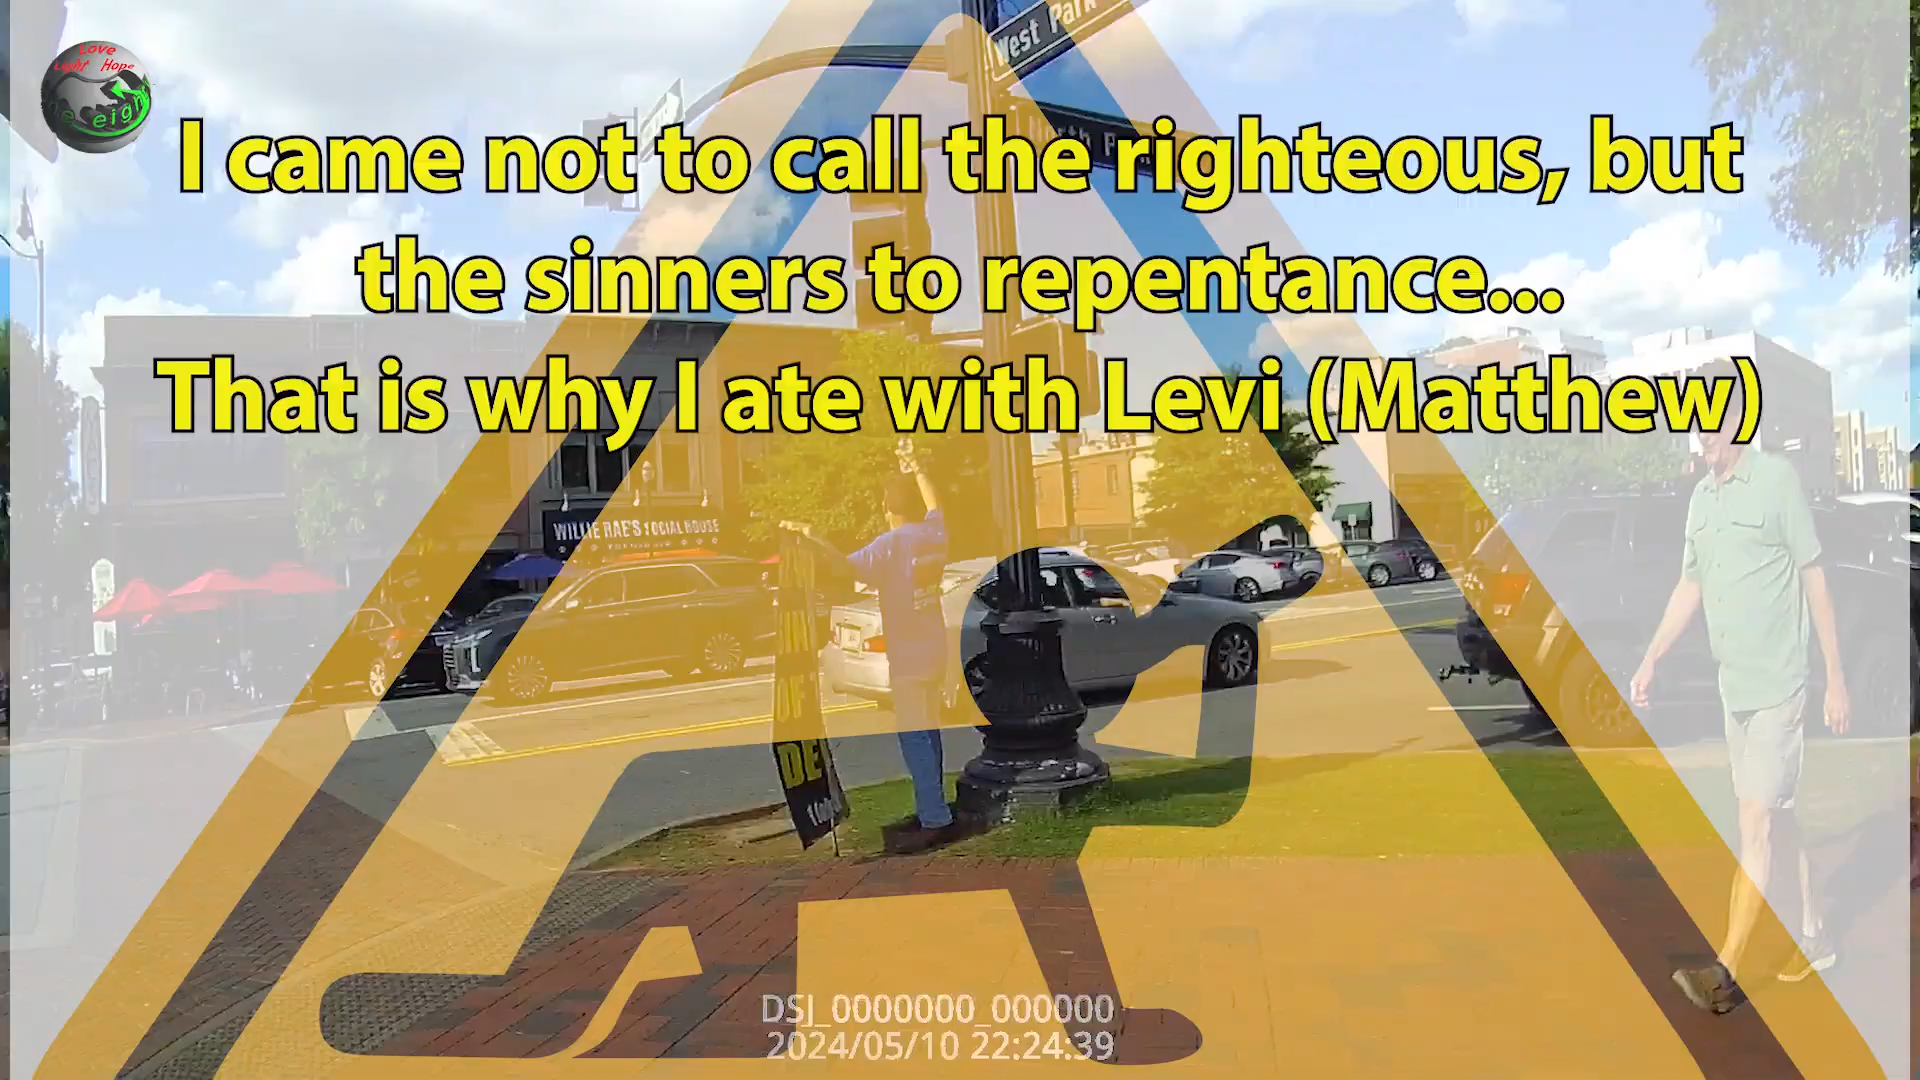 Love
Light Hope
West Park
I came not to call the righteous, but
the sinners to repentance...
That is why I ate with Levi (Matthew)
WILLIE RAE'S SOCIAL HOUSE
OF
DSJ_0000000_000000
2024/05/10 22:24:39